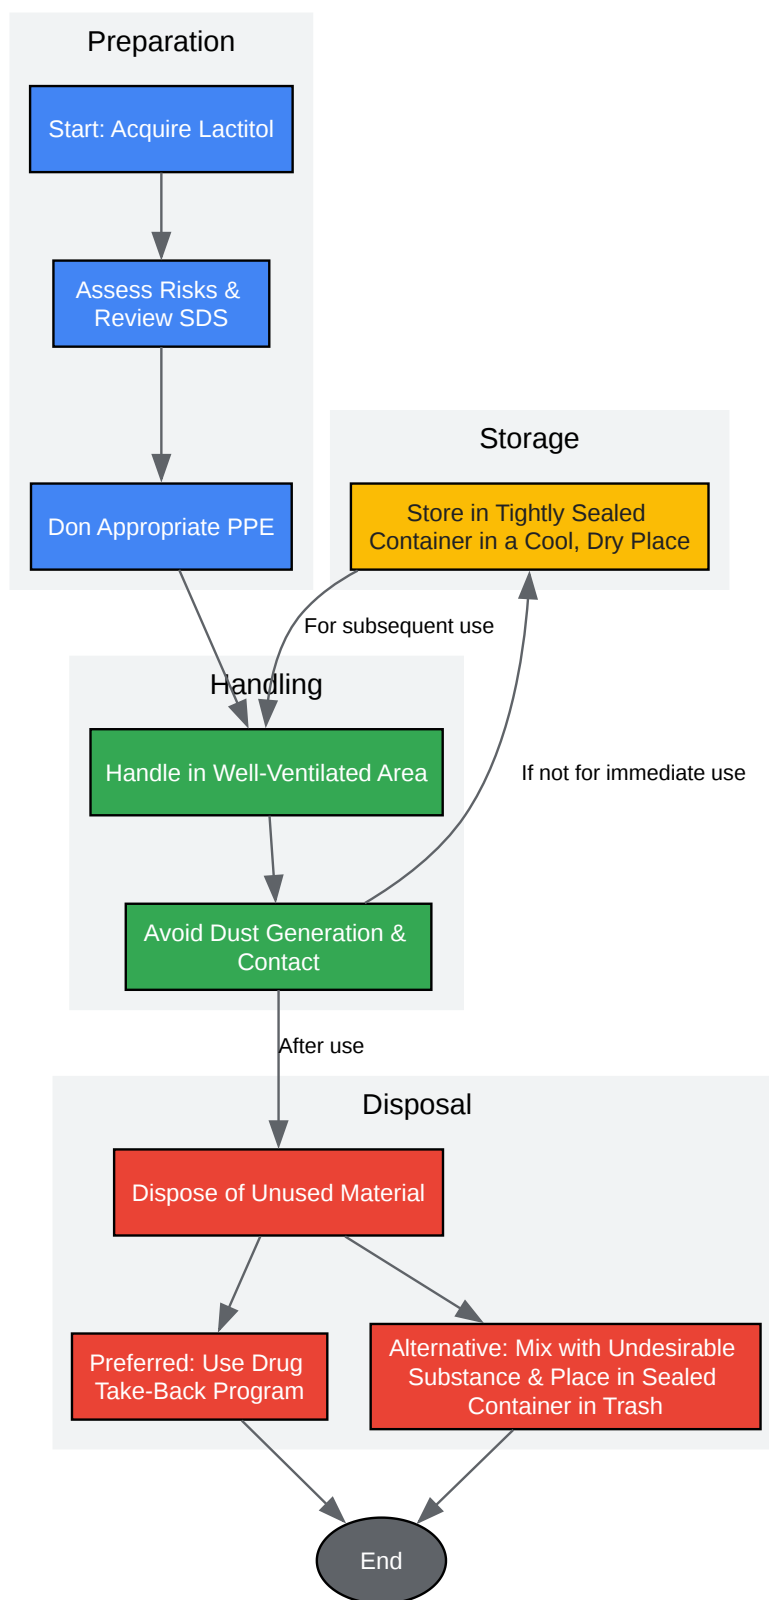 Preparation
Start: Acquire Lactitol
Assess Risks &
Review SDS
Don Appropriate PPE
Storage
Store in Tightly Sealed
Container in a Cool, Dry Place
For subsequent use
Handling
Handle in Well-Ventilated Area
If not for immediate use
Avoid Dust Generation &
Contact
After use
Disposal
Dispose of Unused Material
Preferred: Use Drug
Take-Back Program
Alternative: Mix with Undesirable
Substance & Place in Sealed
Container in Trash
End